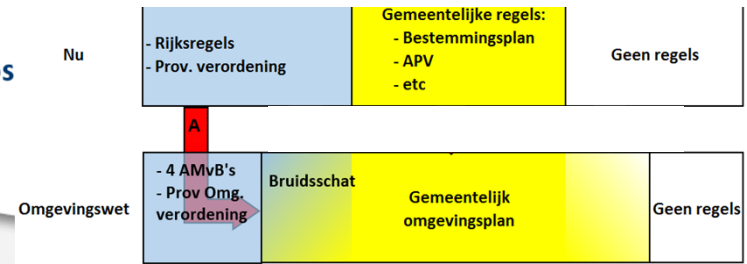 Gemeentelijke regels:
- Bestemmingsplan
- APV
- etc
Nu
- Rijksregels
- Prov. verordening
Geen regels
A
Omgevingswet
- 4 AMvB's
- Prov Omg.
verordening
Bruidsschat
Gemeentelijk
omgevingsplan
Geen regels